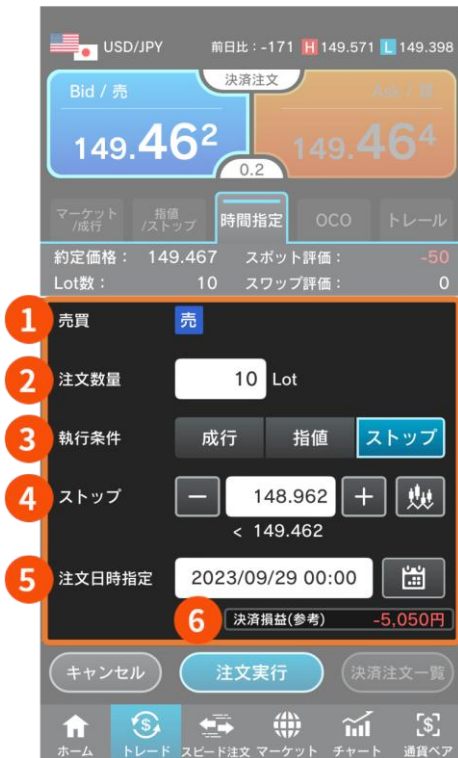 USD/JPY 前日比：-171 H 149.571 L 149.398
決済注文
Bid / 売 Ask / 買
149.462 149.464
0.2
マーケット/成行 指値/ストップ 時間指定 OCO トレール
約定価格： 149.467 スポット評価： -50
Lot数： 10 スワップ評価： 0
1 売買 売
2 注文数量 10 Lot
3 執行条件 成行 指値 ストップ
4 ストップ － 148.962 ＋
< 149.462
5 注文日時指定 2023/09/29 00:00
6 決済損益(参考) -5,050円
キャンセル 注文実行 決済注文一覧
ホーム トレード スピード注文 マーケット チャート 通貨ペア